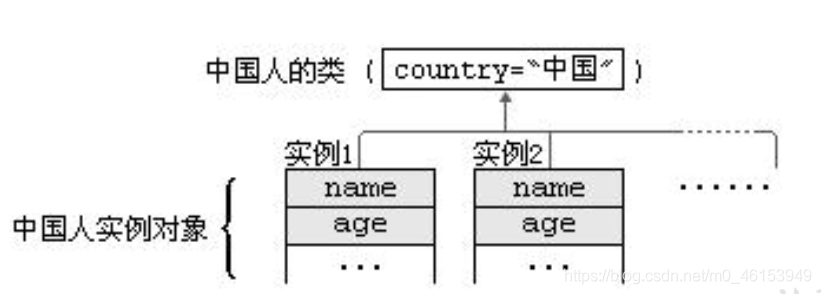 中国人的类 ( country="中国" )
实例1 实例2
name name ······
中国人实例对象 age age
··· ···
https://blog.csdn.net/m0_46153949